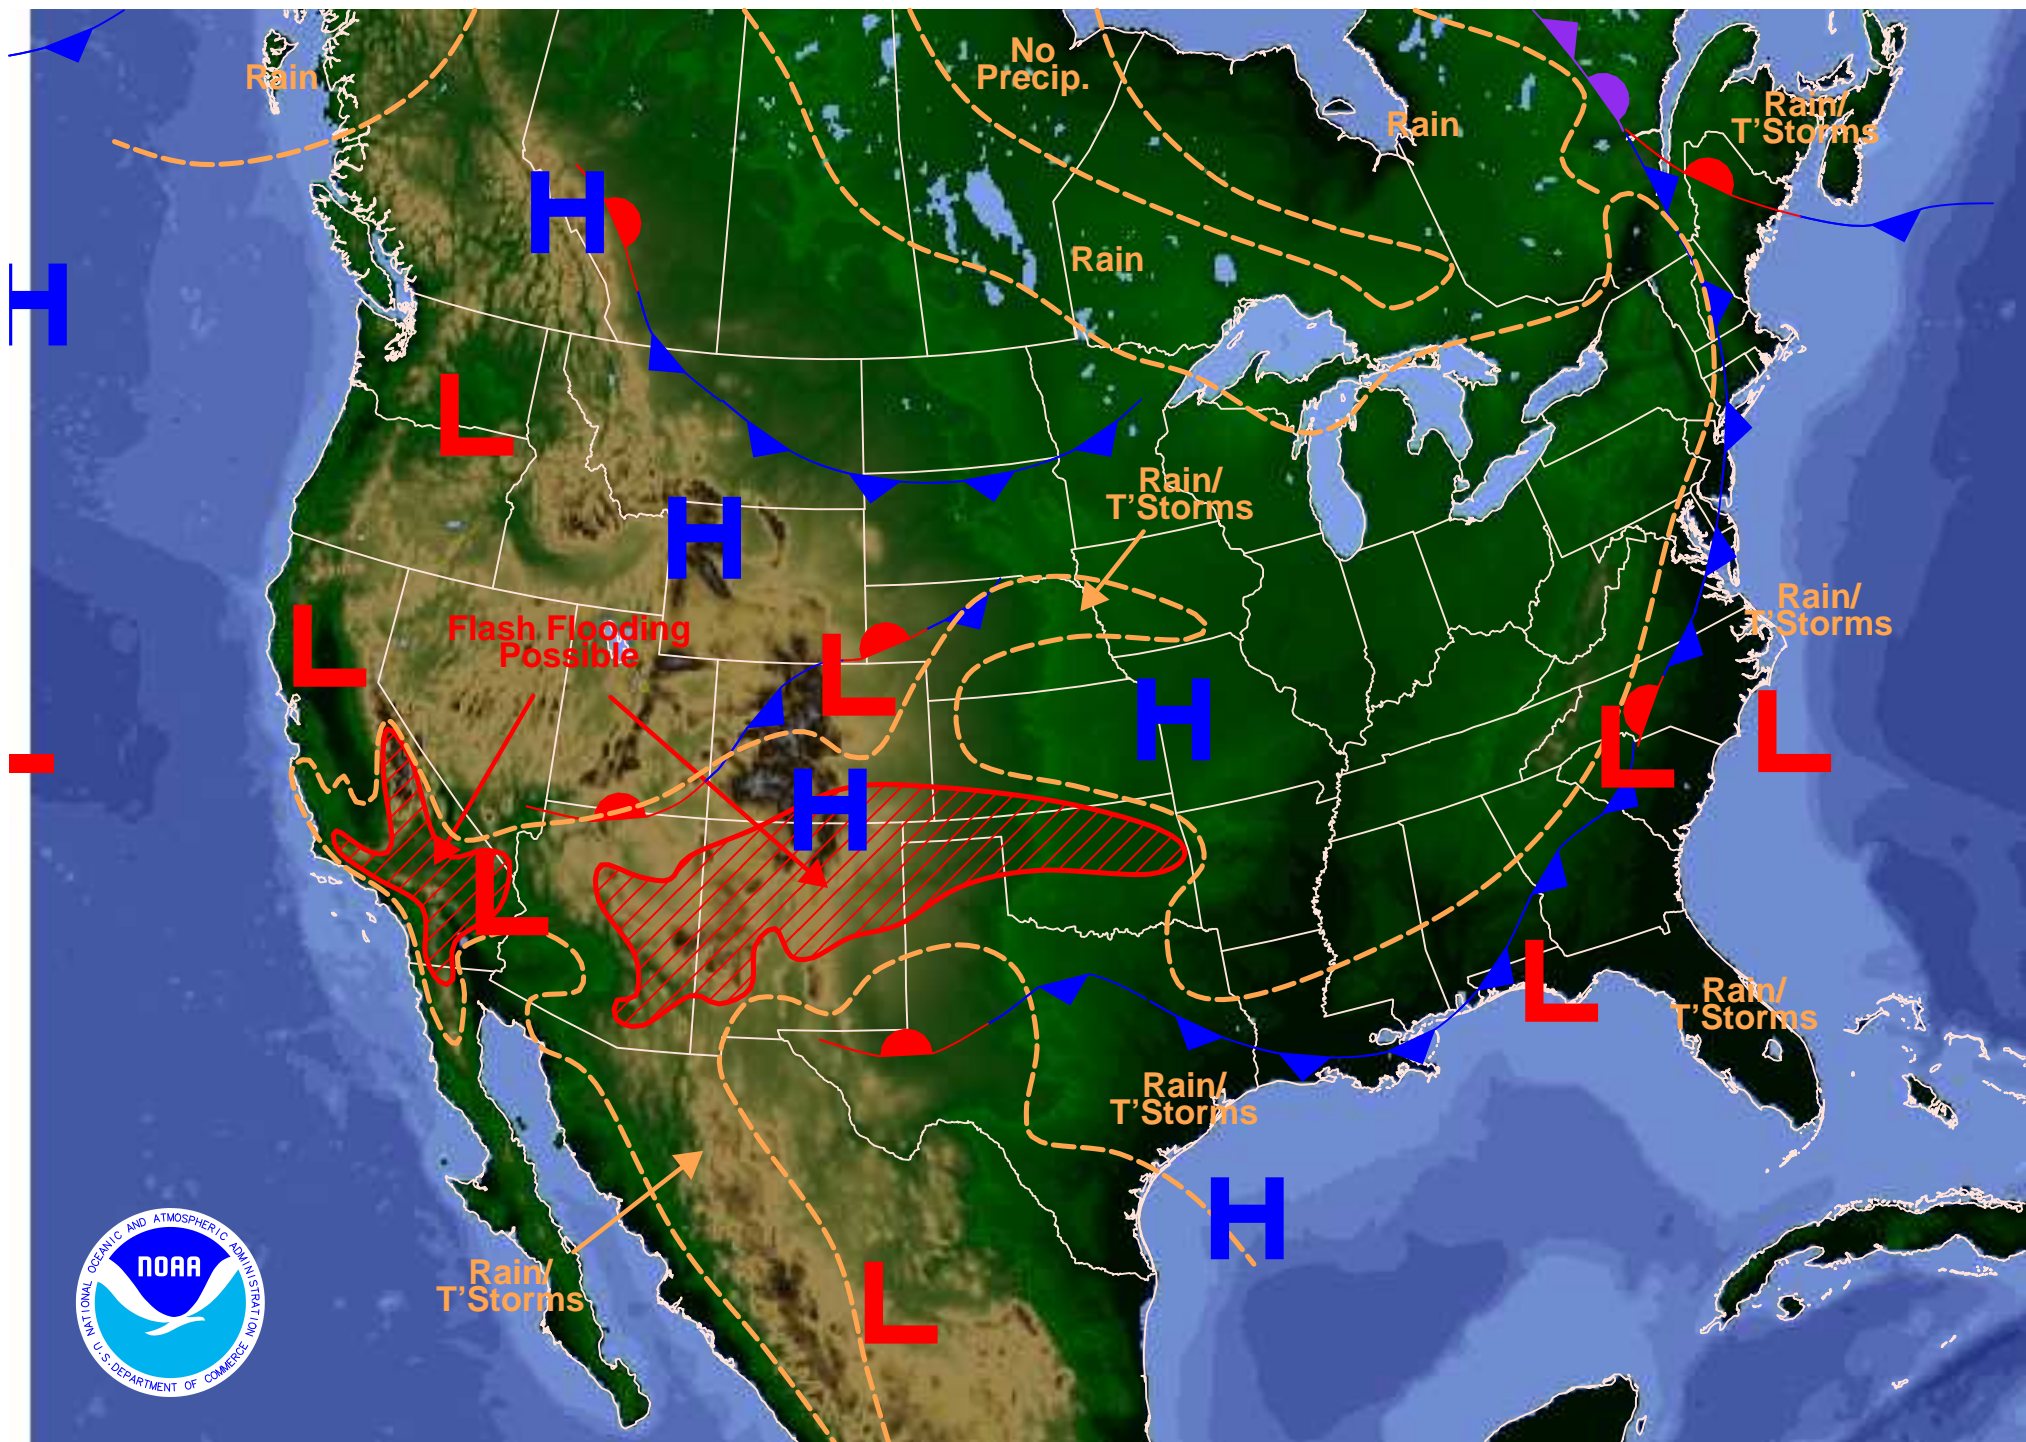 Rain
No
Precip.
Rain
Rain/
T'Storms
H
H
Rain
L
Rain/
T'Storms
H
Rain/
T'Storms
L
Flash Flooding
Possible
L
H
L
L
H
L
L
Rain/
T'Storms
Rain/
T'Storms
H
Rain/
T'Storms
L
NATIONAL OCEANIC AND ATMOSPHERIC ADMINISTRATION
NOAA
U.S. DEPARTMENT OF COMMERCE